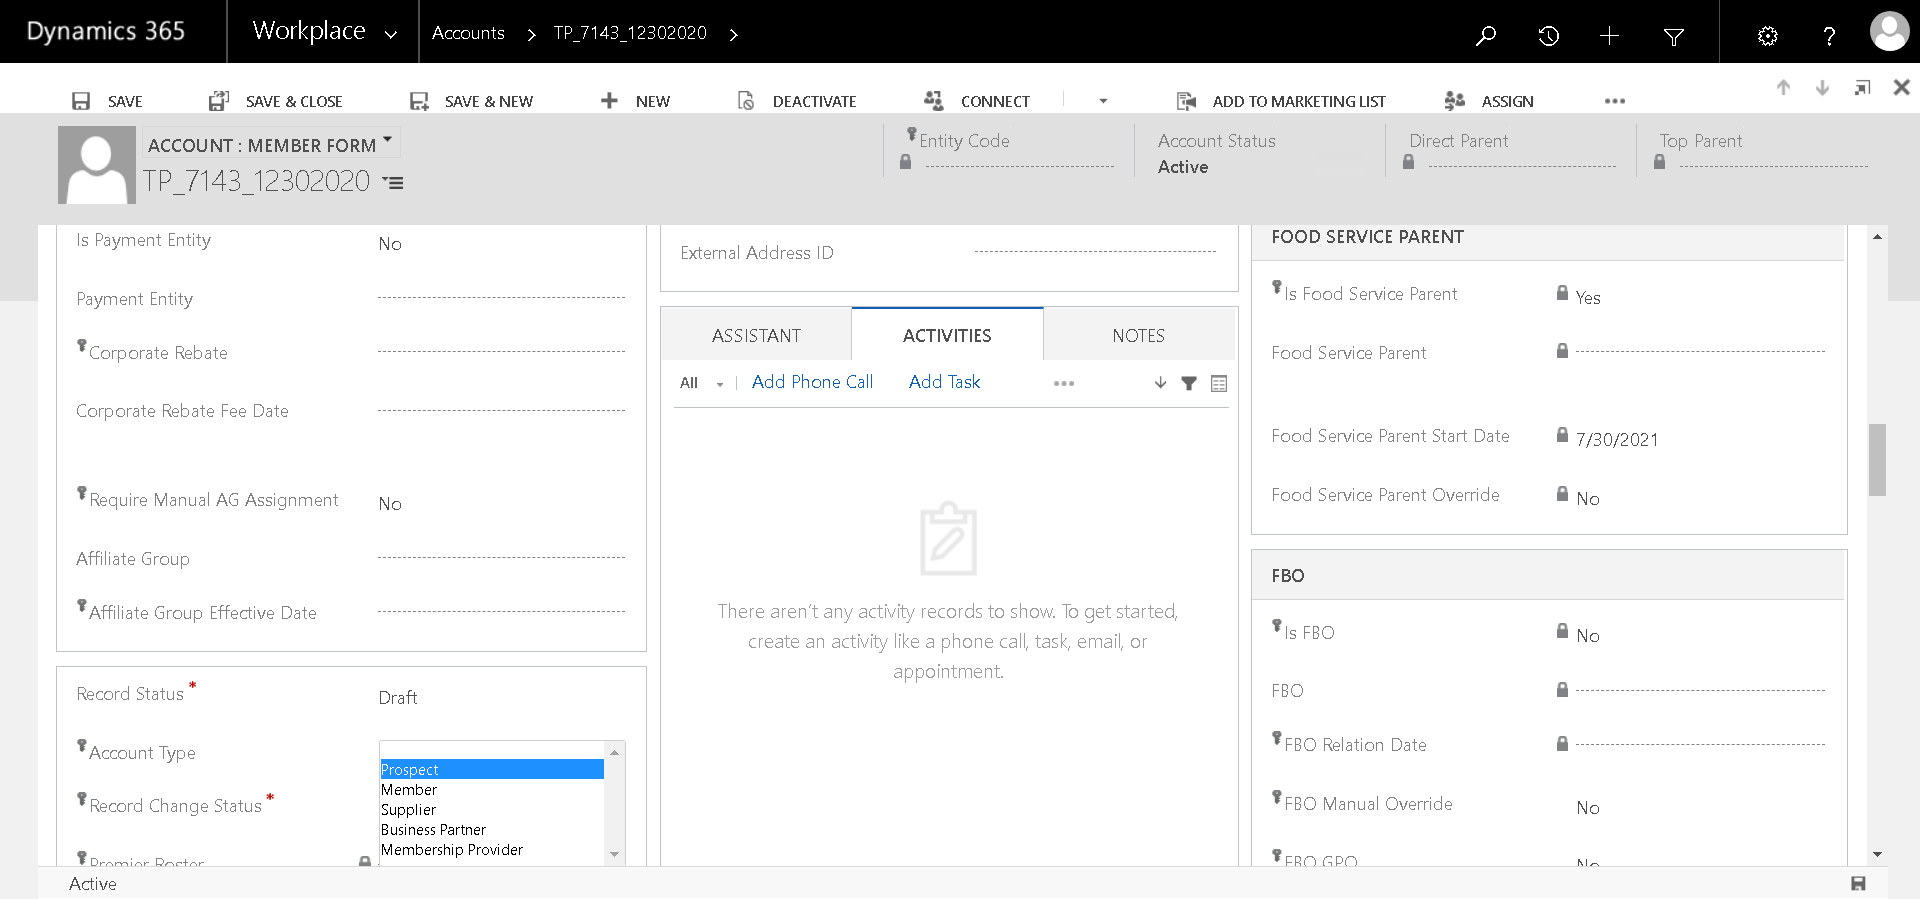 Dynamics 365
Workplace
Accounts
TP_7143_12302020
SAVE
SAVE & CLOSE
SAVE & NEW
NEW
DEACTIVATE
CONNECT
ADD TO MARKETING LIST
ASSIGN
ACCOUNT : MEMBER FORM
TP_7143_12302020
Entity Code
Account Status
Active
Direct Parent
Top Parent
Is Payment Entity
No
Payment Entity
Corporate Rebate
Corporate Rebate Fee Date
Require Manual AG Assignment
No
Affiliate Group
Affiliate Group Effective Date
Record Status *
Draft
Account Type
Prospect
Member
Supplier
Business Partner
Membership Provider
Record Change Status *
Premier Roster
External Address ID
ASSISTANT
ACTIVITIES
NOTES
All
Add Phone Call
Add Task
There aren't any activity records to show. To get started,
create an activity like a phone call, task, email, or
appointment.
FOOD SERVICE PARENT
Is Food Service Parent
Yes
Food Service Parent
Food Service Parent Start Date
7/30/2021
Food Service Parent Override
No
FBO
Is FBO
No
FBO
FBO Relation Date
FBO Manual Override
No
FBO GPO
No
Active